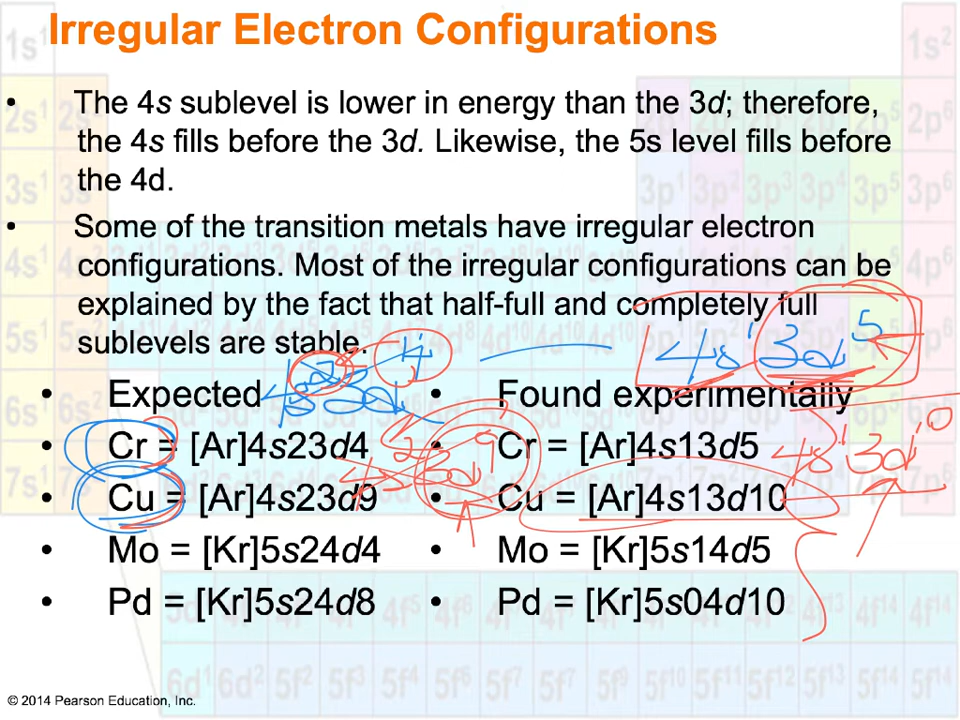 Irregular Electron Configurations
• The 4s sublevel is lower in energy than the 3d; therefore,
the 4s fills before the 3d. Likewise, the 5s level fills before
the 4d.
• Some of the transition metals have irregular electron
configurations. Most of the irregular configurations can be
explained by the fact that half-full and completely full
sublevels are stable.
4s¹ 3d⁵
• Expected
• Cr = [Ar]4s23d4
• Cu = [Ar]4s23d9
• Mo = [Kr]5s24d4
• Pd = [Kr]5s24d8
• Found experimentally
• Cr = [Ar]4s13d5
4s¹ 3d¹⁰
• Cu = [Ar]4s13d10
• Mo = [Kr]5s14d5
• Pd = [Kr]5s04d10
4s² 3d⁴
4s² 3d⁹
© 2014 Pearson Education, Inc.